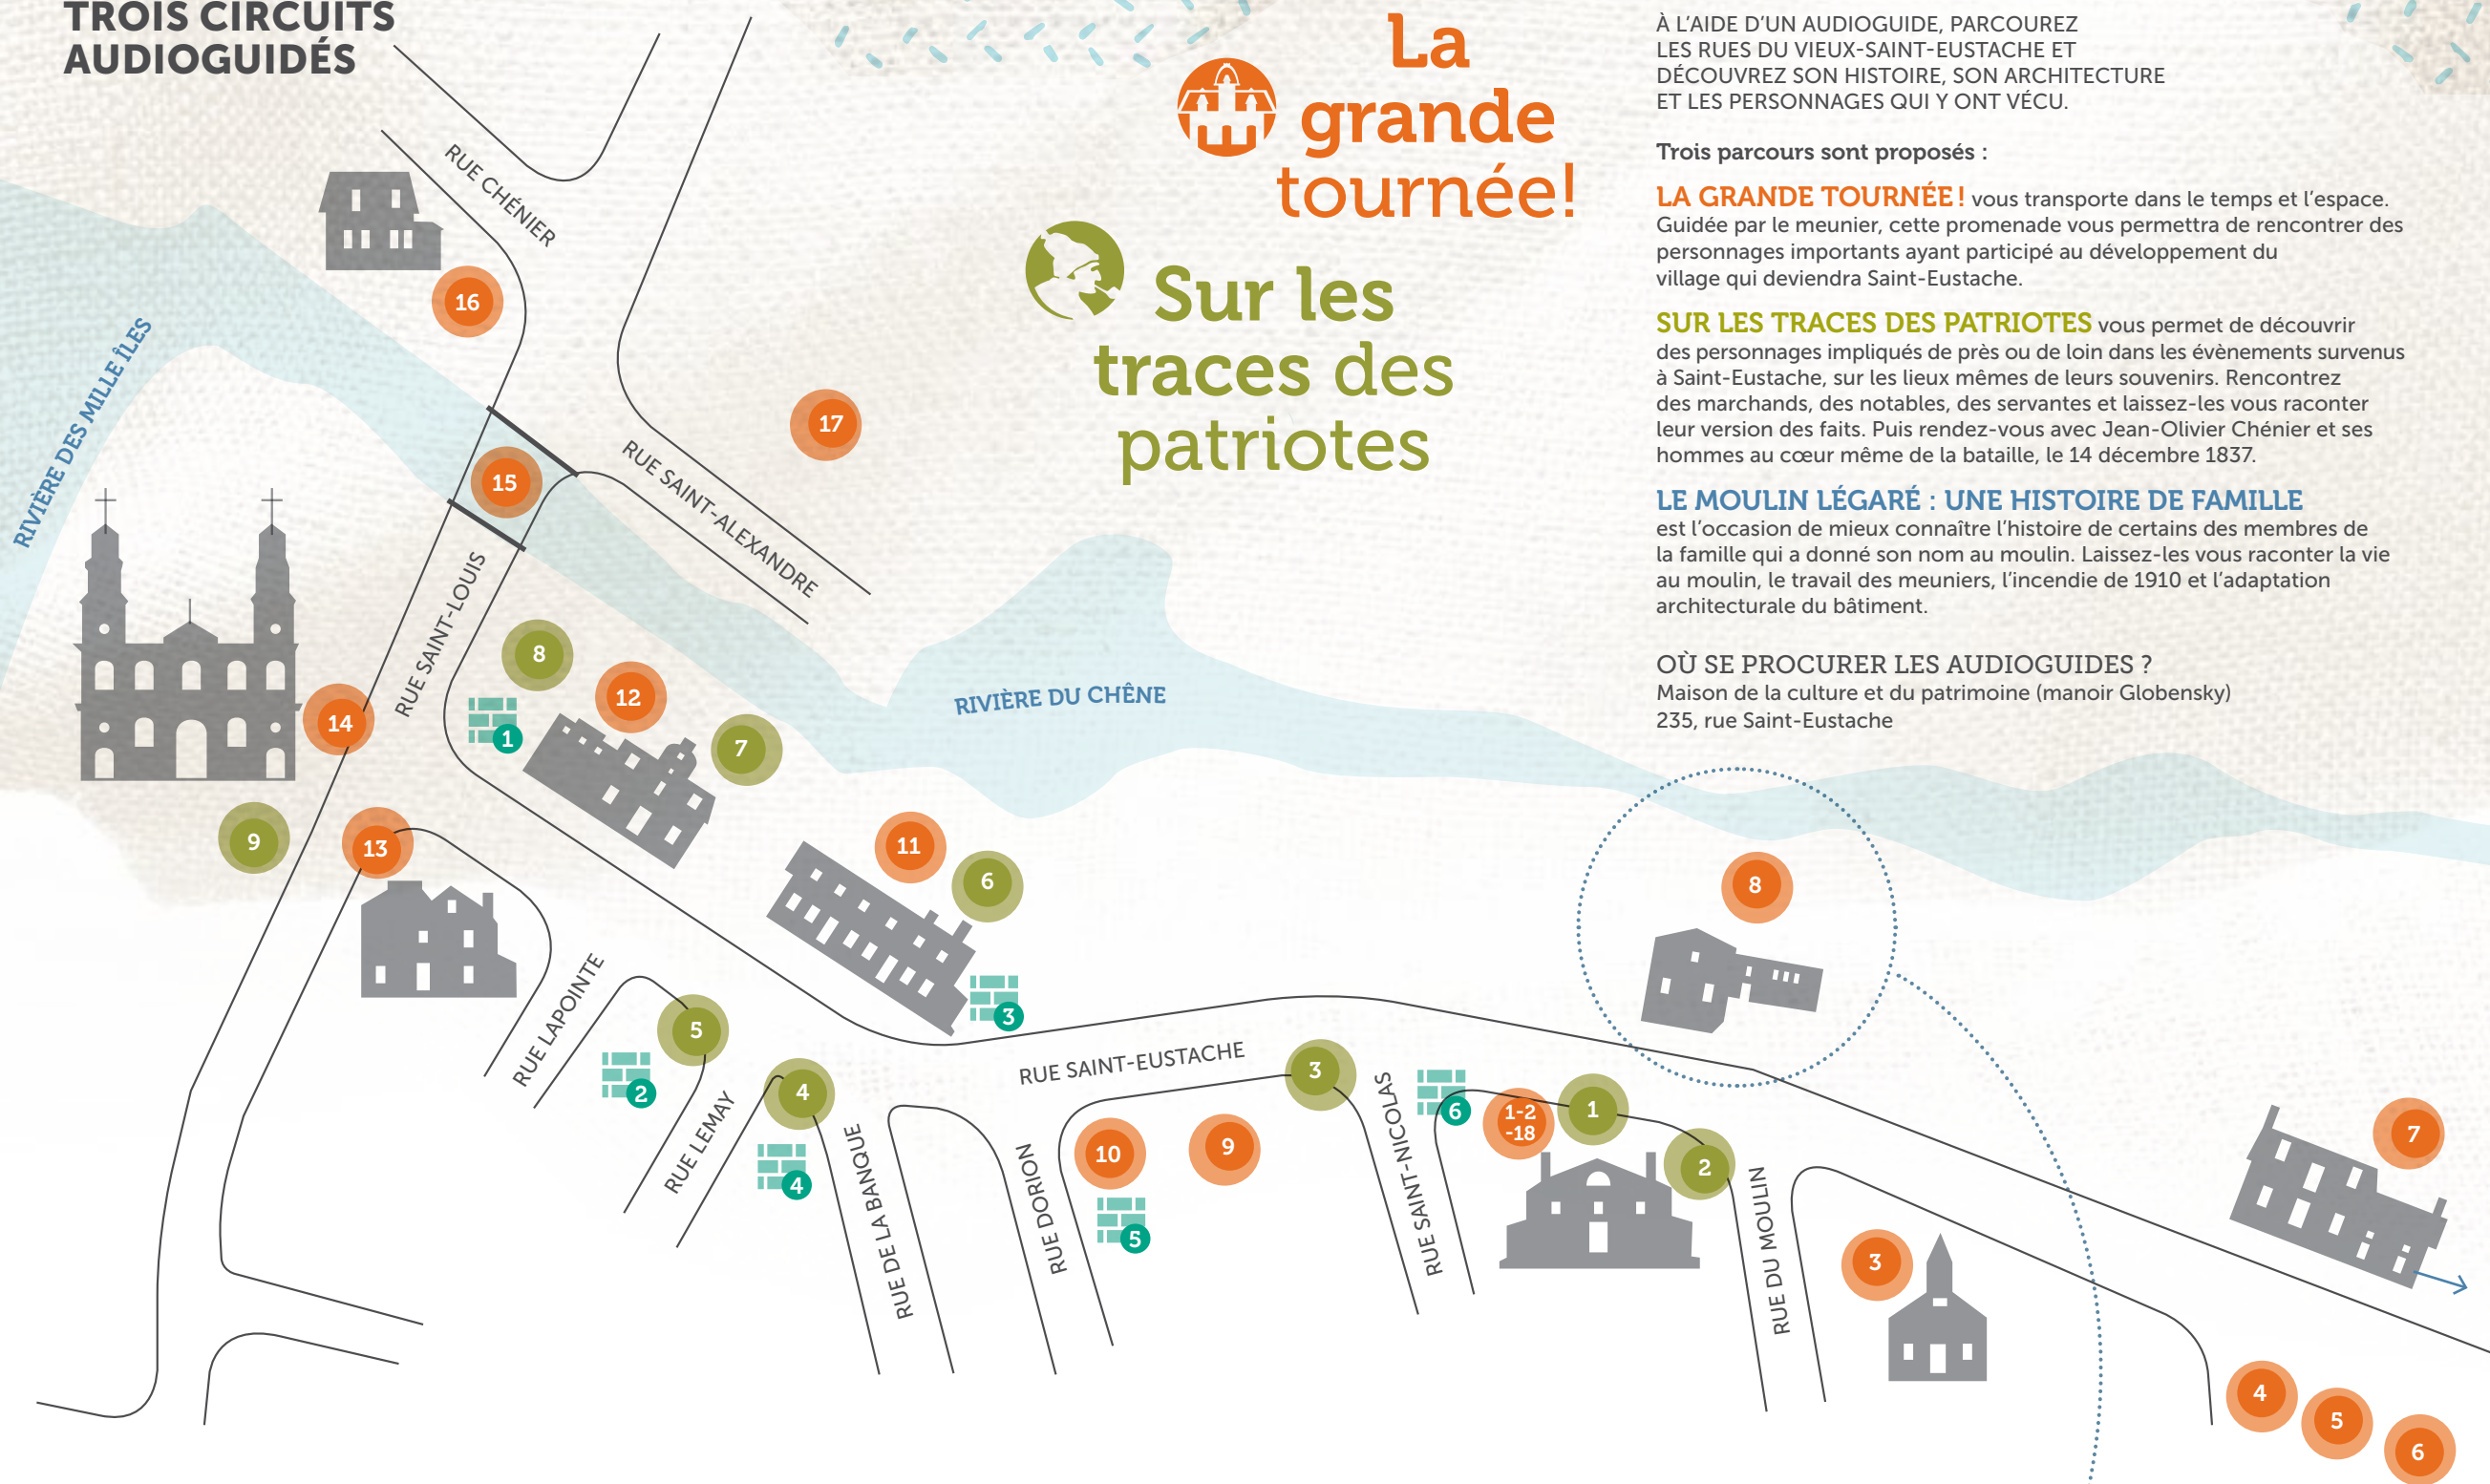 TROIS CIRCUITS
AUDIOGUIDÉS
La
grande
tournée!
Sur les
traces des
patriotes
À L'AIDE D'UN AUDIOGUIDE, PARCOUREZ
LES RUES DU VIEUX-SAINT-EUSTACHE ET
DÉCOUVREZ SON HISTOIRE, SON ARCHITECTURE
ET LES PERSONNAGES QUI Y ONT VÉCU.
Trois parcours sont proposés :
LA GRANDE TOURNÉE ! vous transporte dans le temps et l'espace.
Guidée par le meunier, cette promenade vous permettra de rencontrer des
personnages importants ayant participé au développement du
village qui deviendra Saint-Eustache.
SUR LES TRACES DES PATRIOTES vous permet de découvrir
des personnages impliqués de près ou de loin dans les évènements survenus
à Saint-Eustache, sur les lieux mêmes de leurs souvenirs. Rencontrez
des marchands, des notables, des servantes et laissez-les vous raconter
leur version des faits. Puis rendez-vous avec Jean-Olivier Chénier et ses
hommes au cœur même de la bataille, le 14 décembre 1837.
LE MOULIN LÉGARÉ : UNE HISTOIRE DE FAMILLE
est l'occasion de mieux connaître l'histoire de certains des membres de
la famille qui a donné son nom au moulin. Laissez-les vous raconter la vie
au moulin, le travail des meuniers, l'incendie de 1910 et l'adaptation
architecturale du bâtiment.
OÙ SE PROCURER LES AUDIOGUIDES ?
Maison de la culture et du patrimoine (manoir Globensky)
235, rue Saint-Eustache
RUE CHÉNIER
16
RIVIÈRE DES MILLE ÎLES
17
15
RUE SAINT-ALEXANDRE
RUE SAINT-LOUIS
8
12
14
1
7
RIVIÈRE DU CHÊNE
9
13
11
6
8
3
RUE LAPOINTE
5
2
4
RUE LEMAY
4
RUE DE LA BANQUE
RUE SAINT-EUSTACHE
RUE DORION
10
9
5
3
RUE SAINT-NICOLAS
6
1-2
-18
1
2
RUE DU MOULIN
3
7
4
5
6